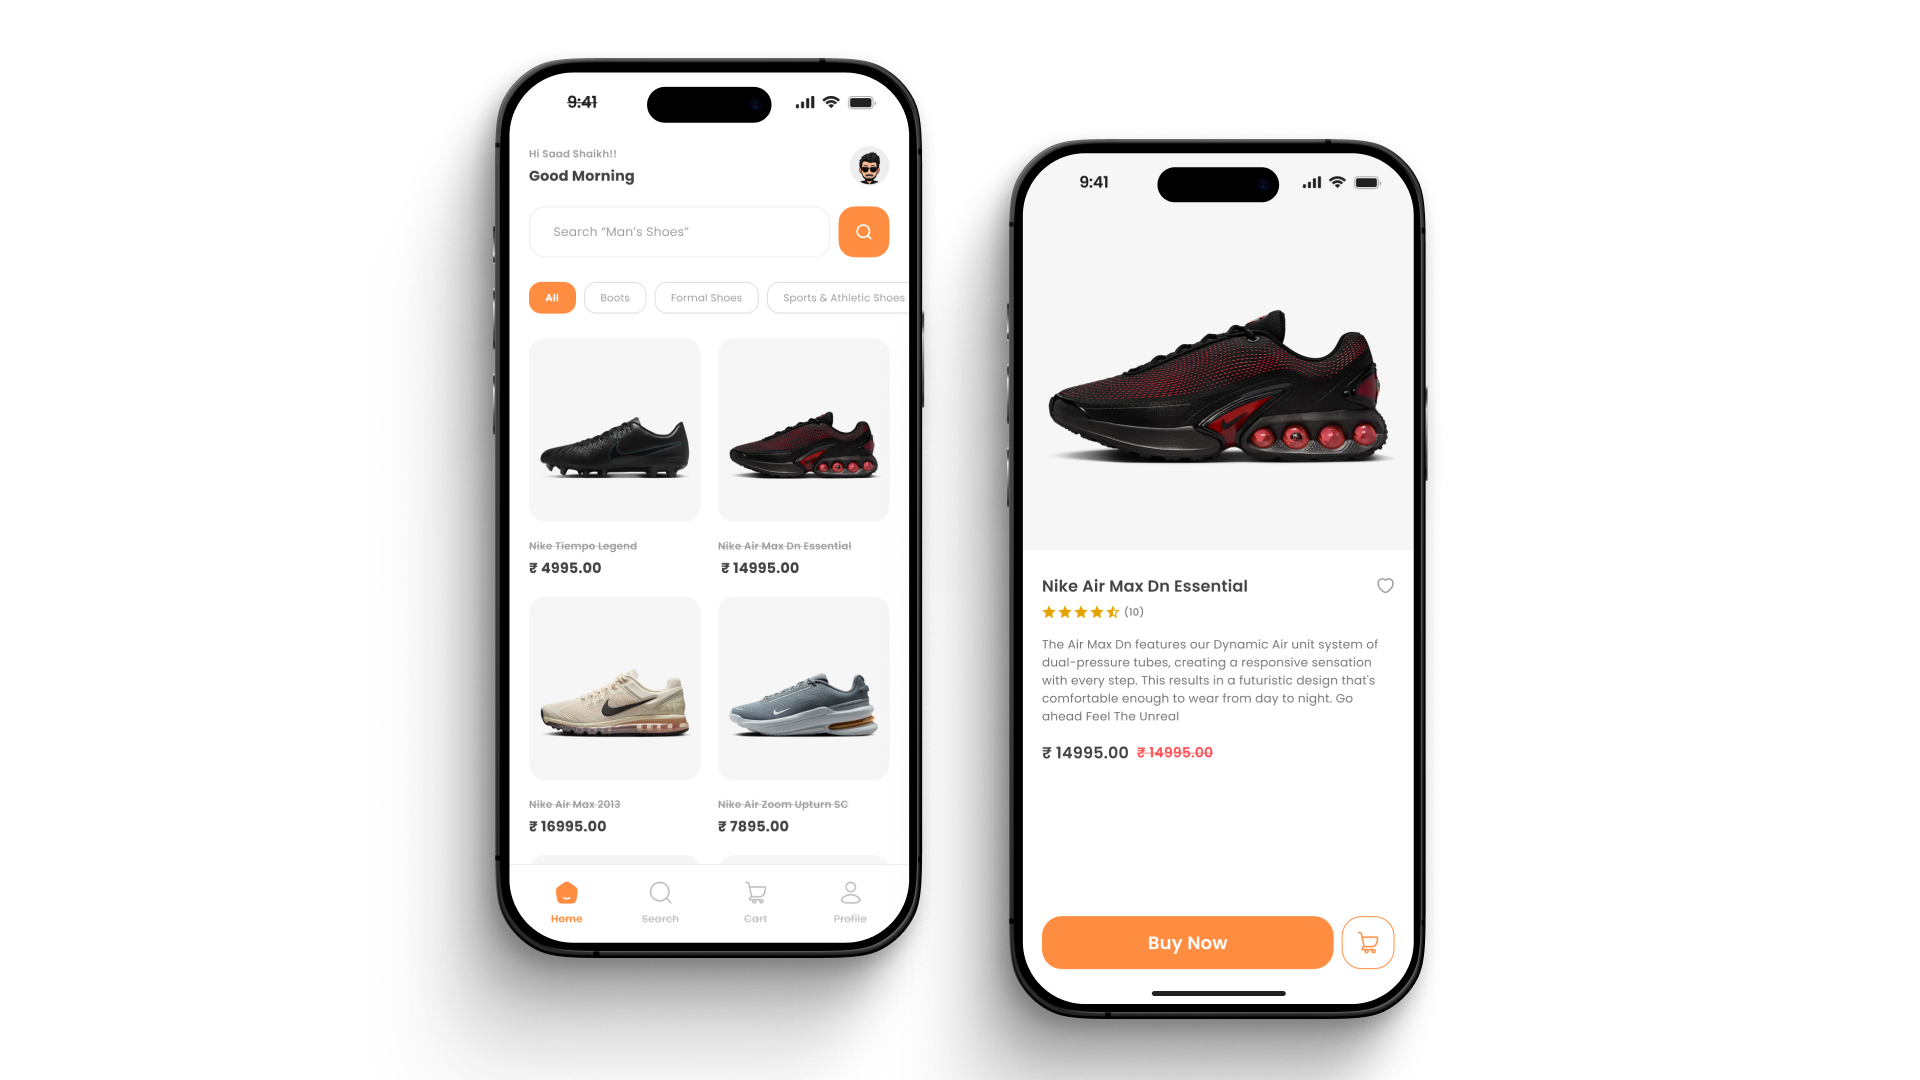 9:41
Hi Saad Shaikh!!
Good Morning
Search “Man’s Shoes”
All
Boots
Formal Shoes
Sports & Athletic Shoes
Nike Tiempo Legend
Nike Air Max Dn Essential
₹ 4995.00
₹ 14995.00
Nike Air Max 2013
Nike Air Zoom Upturn SC
₹ 16995.00
₹ 7895.00
Home
Search
Cart
Profile
9:41
Nike Air Max Dn Essential
(10)
The Air Max Dn features our Dynamic Air unit system of
dual-pressure tubes, creating a responsive sensation
with every step. This results in a futuristic design that's
comfortable enough to wear from day to night. Go
ahead Feel The Unreal
₹ 14995.00 ₹ 14995.00
Buy Now